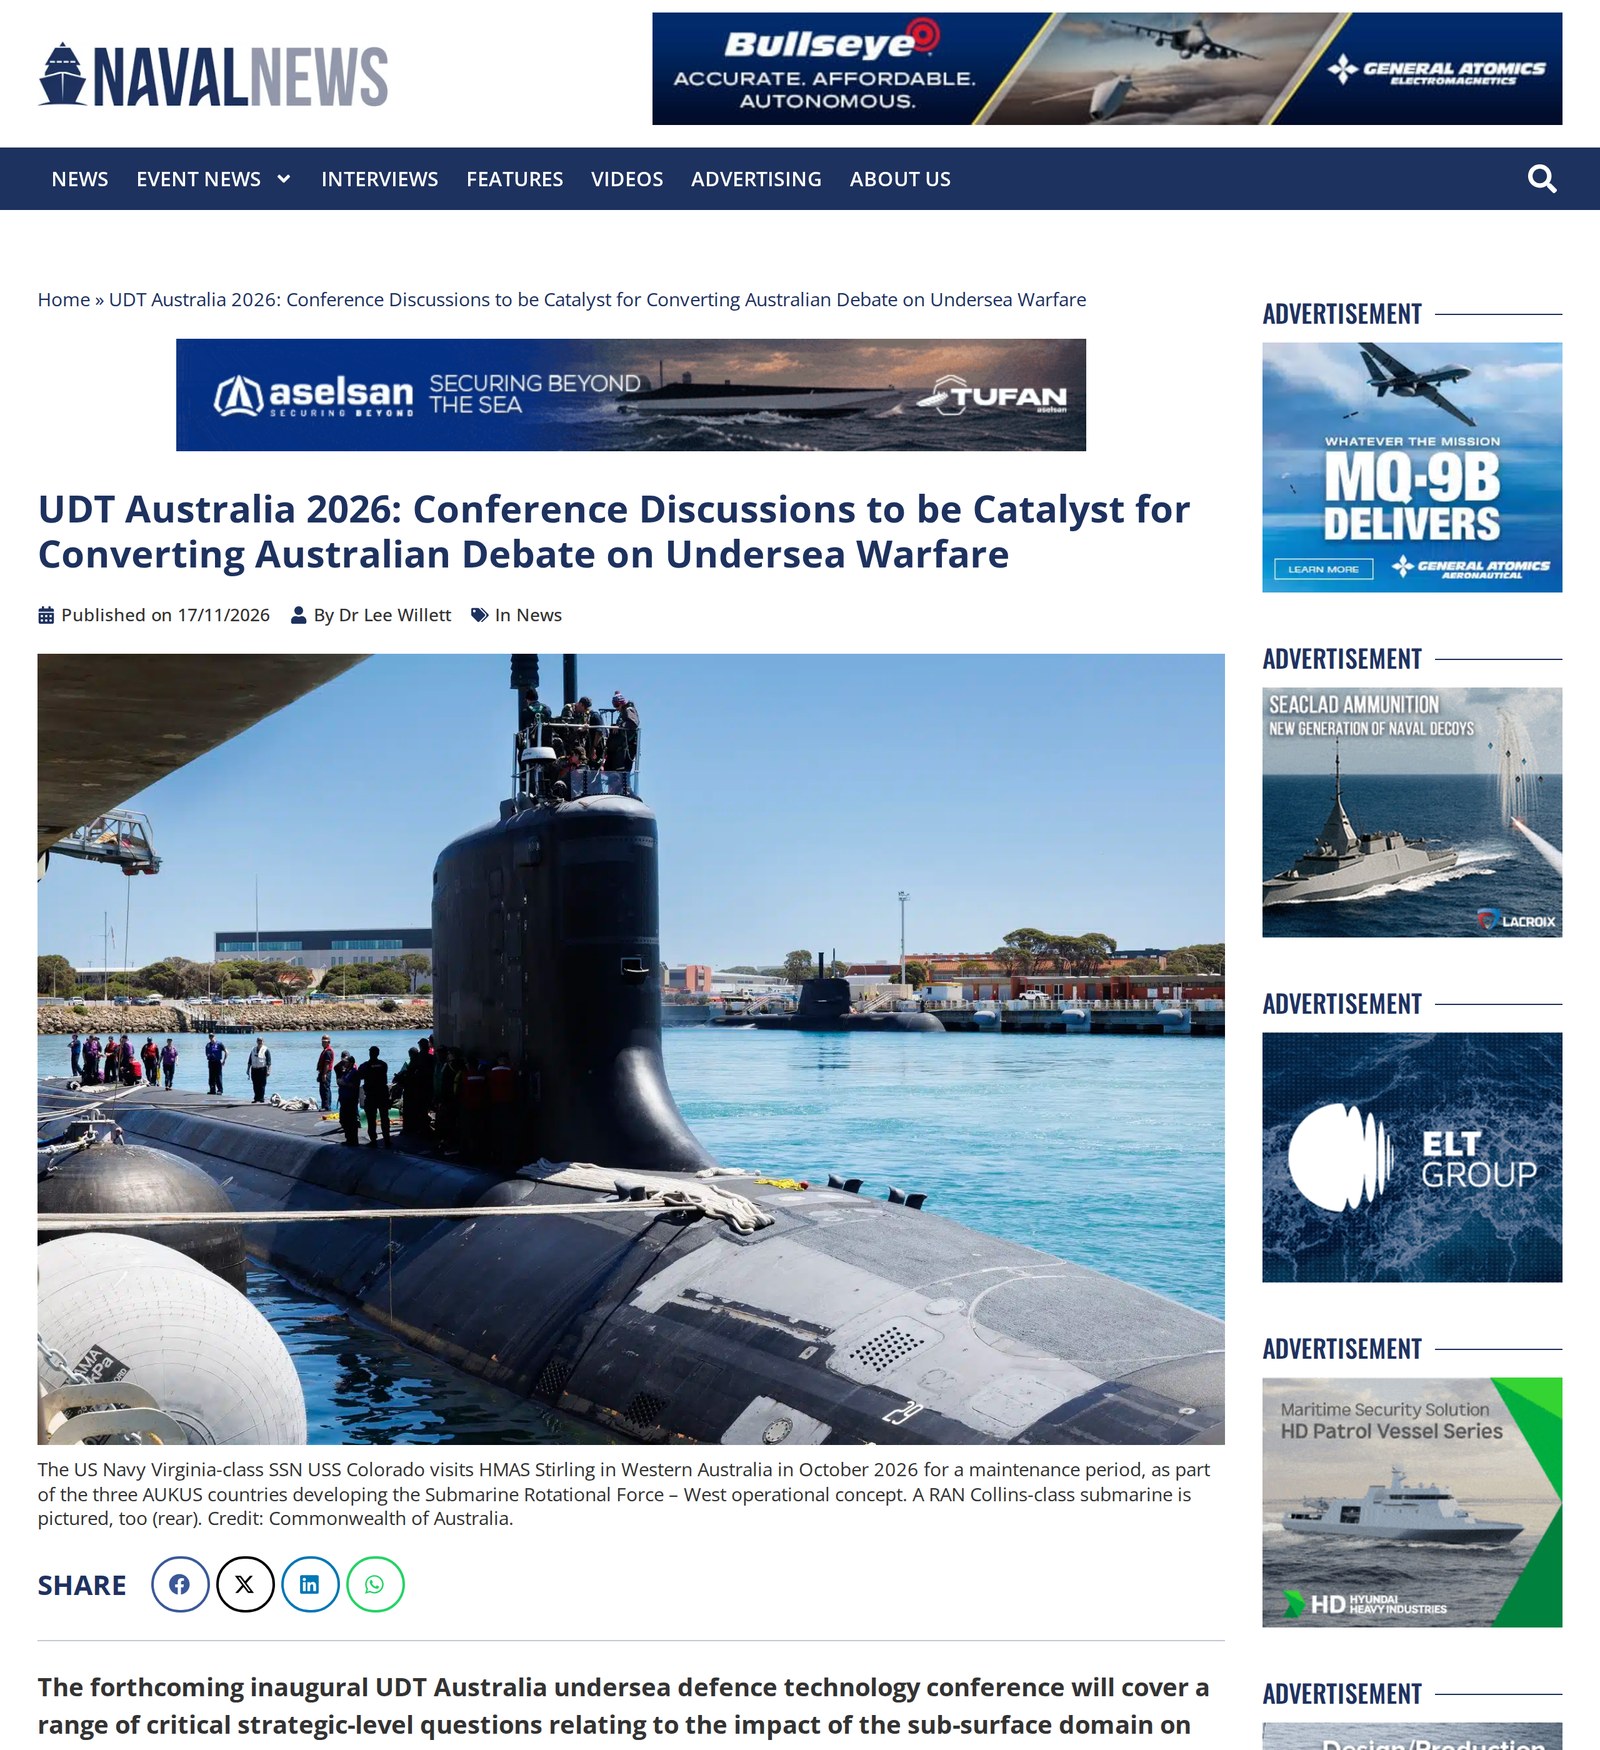 NAVALNEWS
Bullseye
ACCURATE. AFFORDABLE.
AUTONOMOUS.
GENERAL ATOMICS
ELECTROMAGNETICS
NEWS EVENT NEWS INTERVIEWS FEATURES VIDEOS ADVERTISING ABOUT US
Home » UDT Australia 2026: Conference Discussions to be Catalyst for Converting Australian Debate on Undersea Warfare
aselsan
SECURING BEYOND
SECURING BEYOND
THE SEA
TUFAN
aselsan
UDT Australia 2026: Conference Discussions to be Catalyst for
Converting Australian Debate on Undersea Warfare
Published on 17/11/2026 By Dr Lee Willett In News
29
The US Navy Virginia-class SSN USS Colorado visits HMAS Stirling in Western Australia in October 2026 for a maintenance period, as part
of the three AUKUS countries developing the Submarine Rotational Force – West operational concept. A RAN Collins-class submarine is
pictured, too (rear). Credit: Commonwealth of Australia.
SHARE
The forthcoming inaugural UDT Australia undersea defence technology conference will cover a
range of critical strategic-level questions relating to the impact of the sub-surface domain on
ADVERTISEMENT
WHATEVER THE MISSION
MQ-9B
DELIVERS
LEARN MORE
GENERAL ATOMICS
AERONAUTICAL
ADVERTISEMENT
SEACLAD AMMUNITION
NEW GENERATION OF NAVAL DECOYS
LACROIX
ADVERTISEMENT
ELT
GROUP
ADVERTISEMENT
Maritime Security Solution
HD Patrol Vessel Series
HD HYUNDAI
HEAVY INDUSTRIES
ADVERTISEMENT
Design/Production